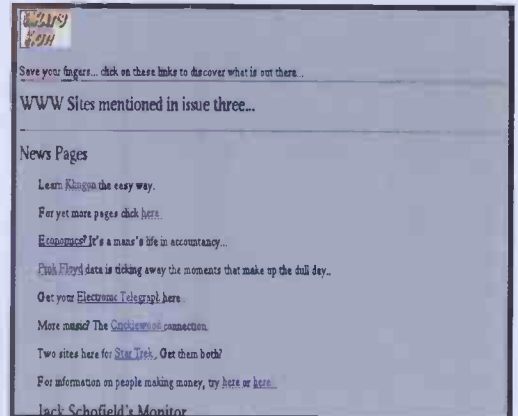 WHAT'S
Save your fingers... click on these links to discover what is out there...
WWW Sites mentioned in issue three...
News Pages
Learn Klingon the easy way.
For yet more pages click here
Economics? It's a mans's life in accountancy...
Pink Floyd data is ticking away the moments that make up the dull day..
Get your Electronic Telegraph here.
More music? The Cricklewood connection
Two sites here for Star Trek. Get them both?
For information on people making money, try here or here
Jack Schofield's Monitor